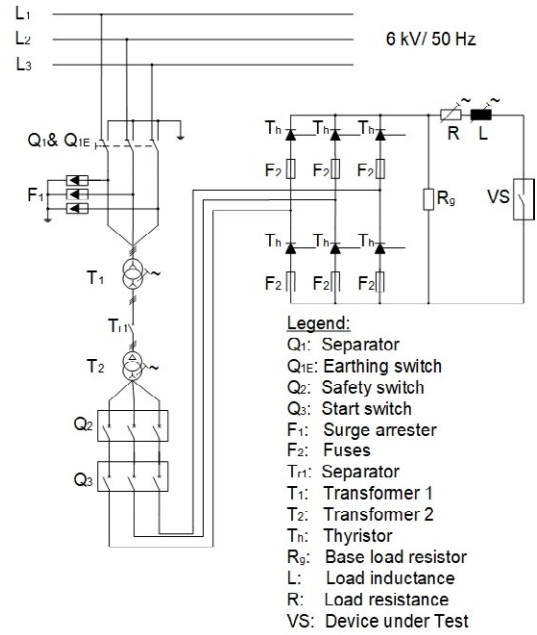 L1
L2 6 kV/ 50 Hz
L3
Q1& Q1E
F1
T1
Tr1
T2
Q2
Q3
Th Th Th R ~ L ~
F2 F2 F2
Rg VS
Th Th Th
F2 F2 F2
~
~
Legend:
Q1: Separator
Q1E: Earthing switch
Q2: Safety switch
Q3: Start switch
F1: Surge arrester
F2: Fuses
Tr1: Separator
T1: Transformer 1
T2: Transformer 2
Th: Thyristor
Rg: Base load resistor
L: Load inductance
R: Load resistance
VS: Device under Test